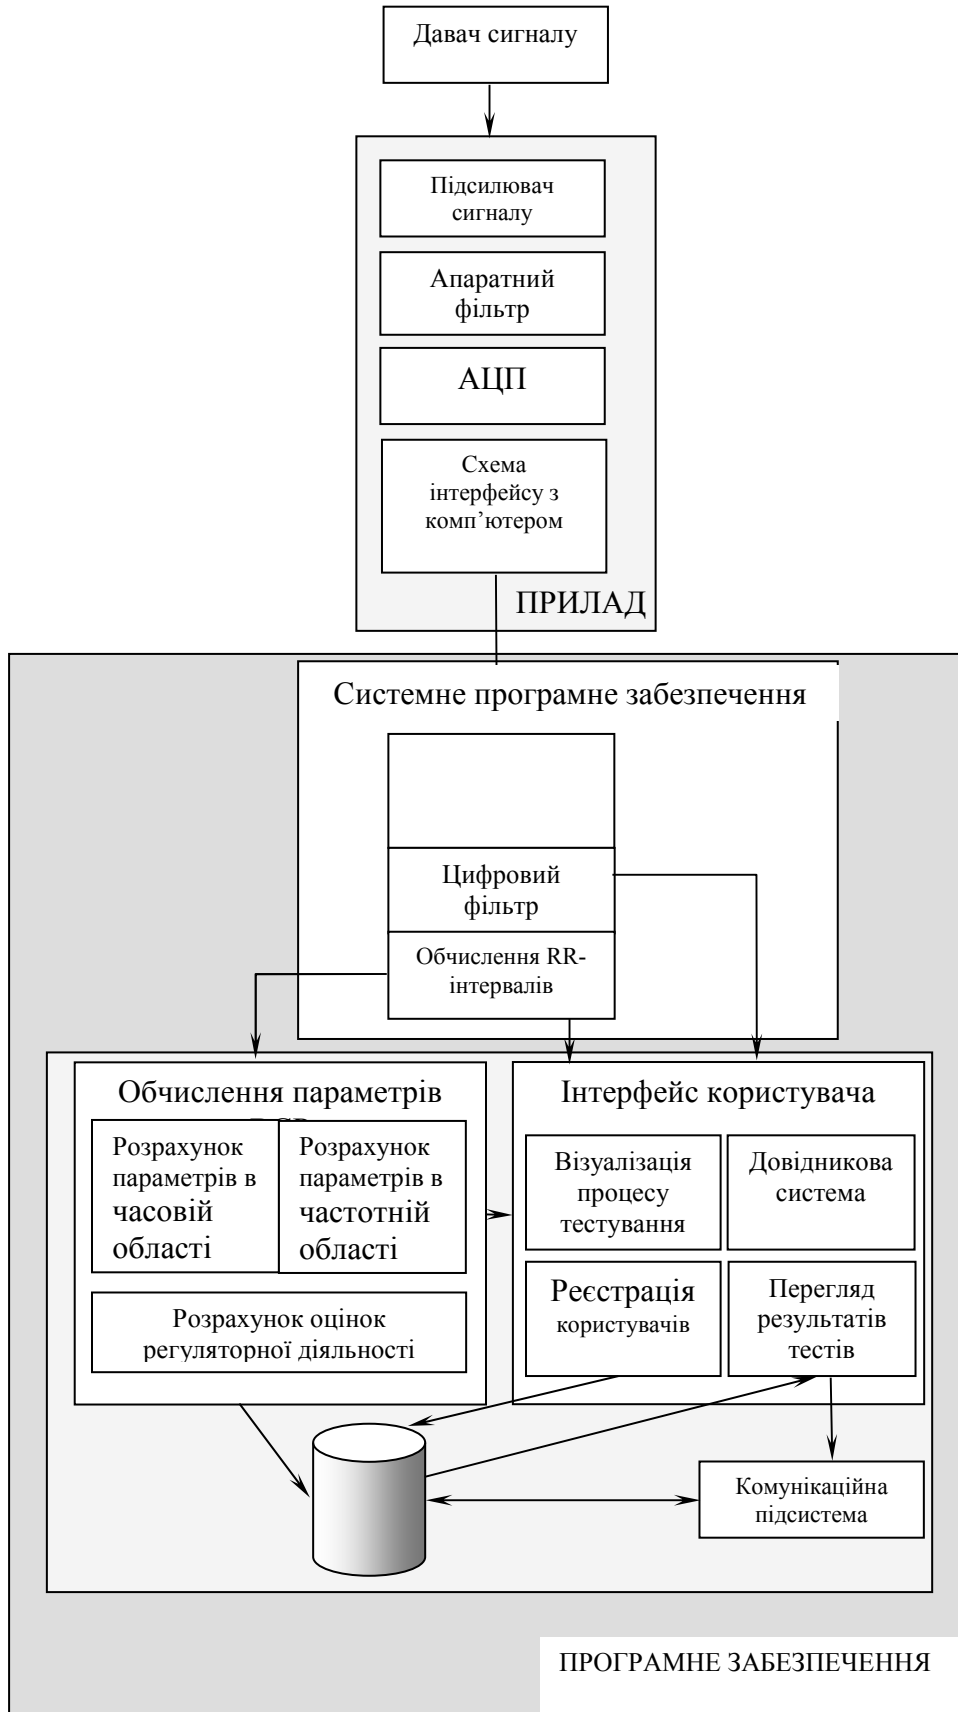 Давач сигналу
Підсилювач
сигналу
Апаратний
фільтр
АЦП
Схема
інтерфейсу з
комп’ютером
ПРИЛАД
Системне програмне забезпечення
Цифровий
фільтр
Обчислення RR-
інтервалів
Обчислення параметрів
Розрахунок
параметрів в
часовій
області
Розрахунок
параметрів в
частотній
області
Розрахунок оцінок
регуляторної діяльності
Інтерфейс користувача
Візуалізація
процесу
тестування
Довідникова
система
Реєстрація
користувачів
Перегляд
результатів
тестів
Комунікаційна
підсистема
ПРОГРАМНЕ ЗАБЕЗПЕЧЕННЯ